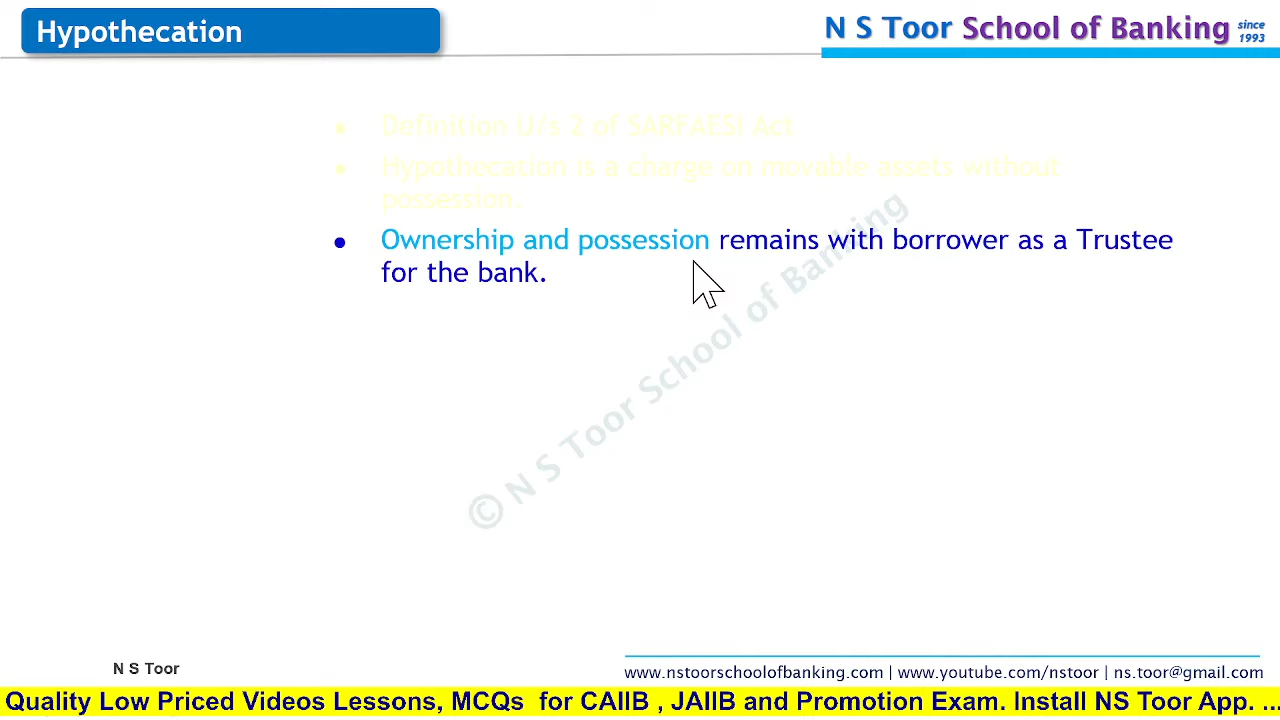 Hypothecation
N S Toor School of Banking since 1993
• Definition U/s 2 of SARFAESI Act
• Hypothecation is a charge on movable assets without
possession.
• Ownership and possession remains with borrower as a Trustee
for the bank.
© N S Toor School of Banking
N S Toor
www.nstoorschoolofbanking.com | www.youtube.com/nstoor | ns.toor@gmail.com
Quality Low Priced Videos Lessons, MCQs for CAIIB , JAIIB and Promotion Exam. Install NS Toor App. ...